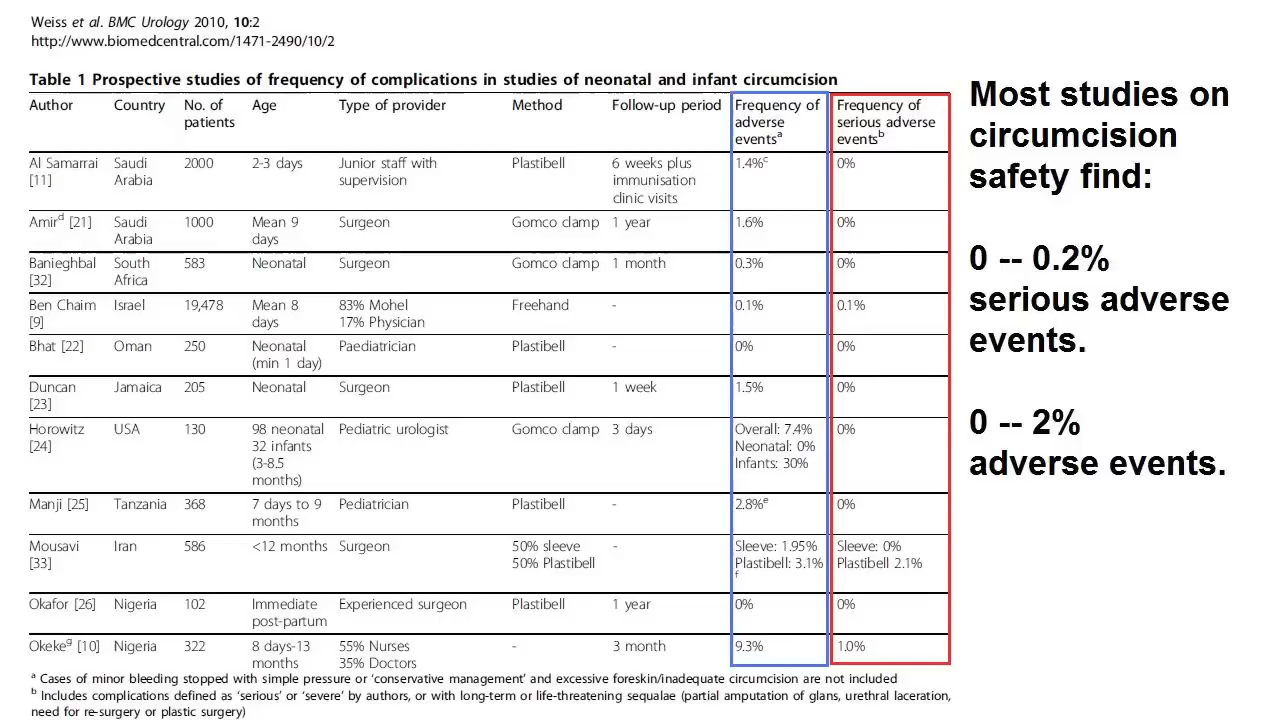 Weiss et al. BMC Urology 2010, 10:2
http://www.biomedcentral.com/1471-2490/10/2
Table 1 Prospective studies of frequency of complications in studies of neonatal and infant circumcision
Author Country No. of patients Age Type of provider Method Follow-up period Frequency of adverse eventsᵃ Frequency of serious adverse eventsᵇ
Al Samarrai [11] Saudi Arabia 2000 2-3 days Junior staff with supervision Plastibell 6 weeks plus immunisation clinic visits 1.4%ᶜ 0%
Amirᵈ [21] Saudi Arabia 1000 Mean 9 days Surgeon Gomco clamp 1 year 1.6% 0%
Banieghbal [32] South Africa 583 Neonatal Surgeon Gomco clamp 1 month 0.3% 0%
Ben Chaim [9] Israel 19,478 Mean 8 days 83% Mohel 17% Physician Freehand - 0.1% 0.1%
Bhat [22] Oman 250 Neonatal (min 1 day) Paediatrician Plastibell - 0% 0%
Duncan [23] Jamaica 205 Neonatal Surgeon Plastibell 1 week 1.5% 0%
Horowitz [24] USA 130 98 neonatal 32 infants (3-8.5 months) Pediatric urologist Gomco clamp 3 days Overall: 7.4% Neonatal: 0% Infants: 30% 0%
Manji [25] Tanzania 368 7 days to 9 months Pediatrician Plastibell - 2.8%ᵉ 0%
Mousavi [33] Iran 586 <12 months Surgeon 50% sleeve 50% Plastibell - Sleeve: 1.95% Plastibell: 3.1% ᶠ Sleeve: 0% Plastibell 2.1%
Okafor [26] Nigeria 102 Immediate post-partum Experienced surgeon Plastibell 1 year 0% 0%
Okekeᵍ [10] Nigeria 322 8 days-13 months 55% Nurses 35% Doctors - 3 month 9.3% 1.0%
ᵃ Cases of minor bleeding stopped with simple pressure or 'conservative management' and excessive foreskin/inadequate circumcision are not included
ᵇ Includes complications defined as 'serious' or 'severe' by authors, or with long-term or life-threatening sequalae (partial amputation of glans, urethral laceration,
need for re-surgery or plastic surgery)
Most studies on
circumcision
safety find:
0 -- 0.2%
serious adverse
events.
0 -- 2%
adverse events.